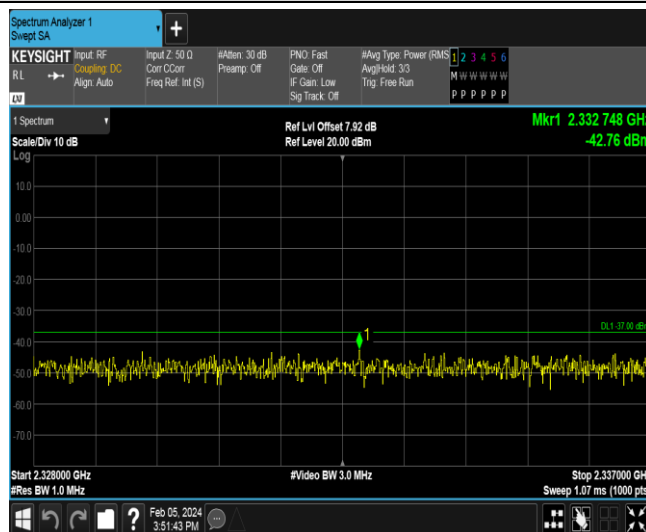 Spectrum Analyzer 1
Swept SA
+
KEYSIGHT Input: RF Input Z: 50 Ω #Atten: 30 dB PNO: Fast #Avg Type: Power (RMS 1 2 3 4 5 6
RL Coupling: DC Corr CCorr Preamp: Off Gate: Off Avg|Hold: 3/3 M W W W W W
Align: Auto Freq Ref: Int (S) IF Gain: Low Trig: Free Run
LXI Sig Track: Off P P P P P P
1 Spectrum Ref Lvl Offset 7.92 dB Mkr1 2.332 748 GHz
Scale/Div 10 dB Ref Level 20.00 dBm -42.76 dBm
Log
10.0
0.00
-10.0
-20.0
-30.0
DL1 -37.00 dBm
1
-40.0
-50.0
-60.0
-70.0
Start 2.328000 GHz #Video BW 3.0 MHz Stop 2.337000 GHz
#Res BW 1.0 MHz Sweep 1.07 ms (1000 pts
? Feb 05, 2024
3:51:43 PM